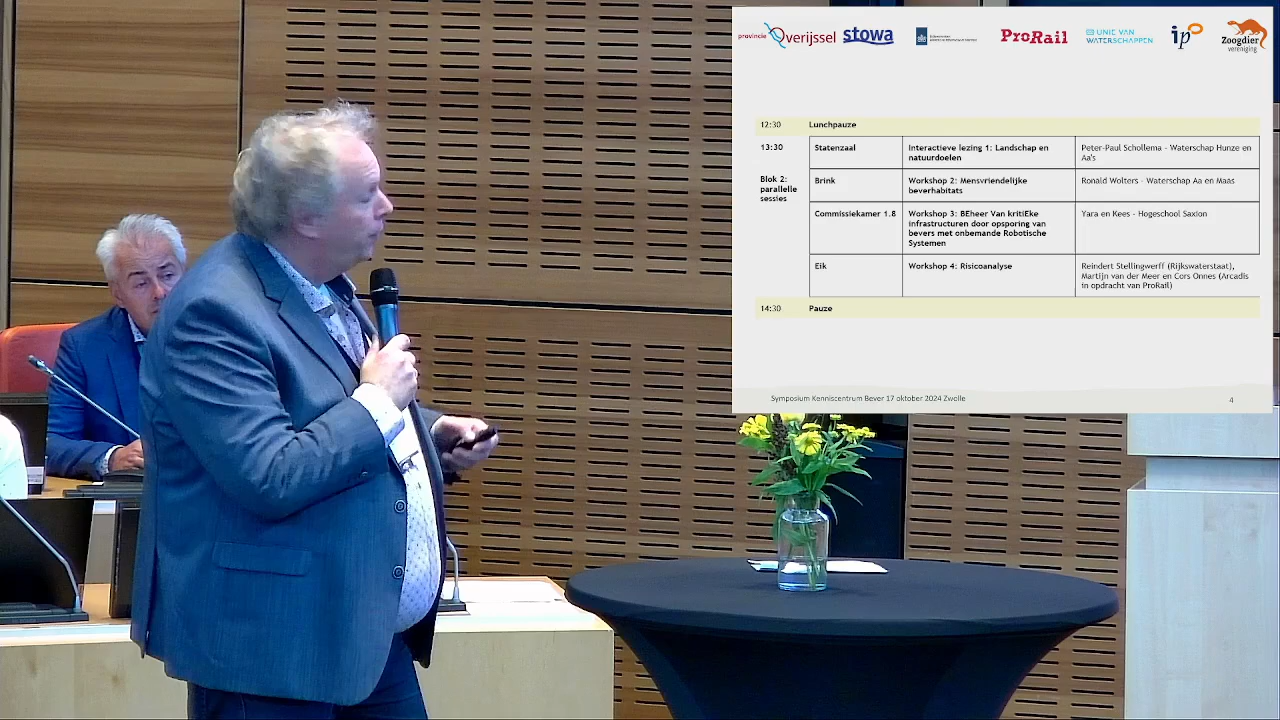 provincie Overijssel stowa ProRail UNIE VAN WATERSCHAPPEN ipo Zoogdier vereniging
12:30 Lunchpauze
13:30 Statenzaal Interactieve lezing 1: Landschap en natuurdoelen Peter-Paul Schollema - Waterschap Hunze en Aa's
Blok 2: parallelle sessies
Brink Workshop 2: Mensvriendelijke beverhabitats Ronald Wolters - Waterschap Aa en Maas
Commissiekamer 1.8 Workshop 3: BEheer Van kritiEke infrastructuren door opsporing van bevers met onbemande Robotische Systemen Yara en Kees - Hogeschool Saxion
Eik Workshop 4: Risicoanalyse Reindert Stellingwerff (Rijkswaterstaat), Martijn van der Meer en Cors Onnes (Arcadis in opdracht van ProRail)
14:30 Pauze
Symposium Kenniscentrum Bever 17 oktober 2024 Zwolle 4